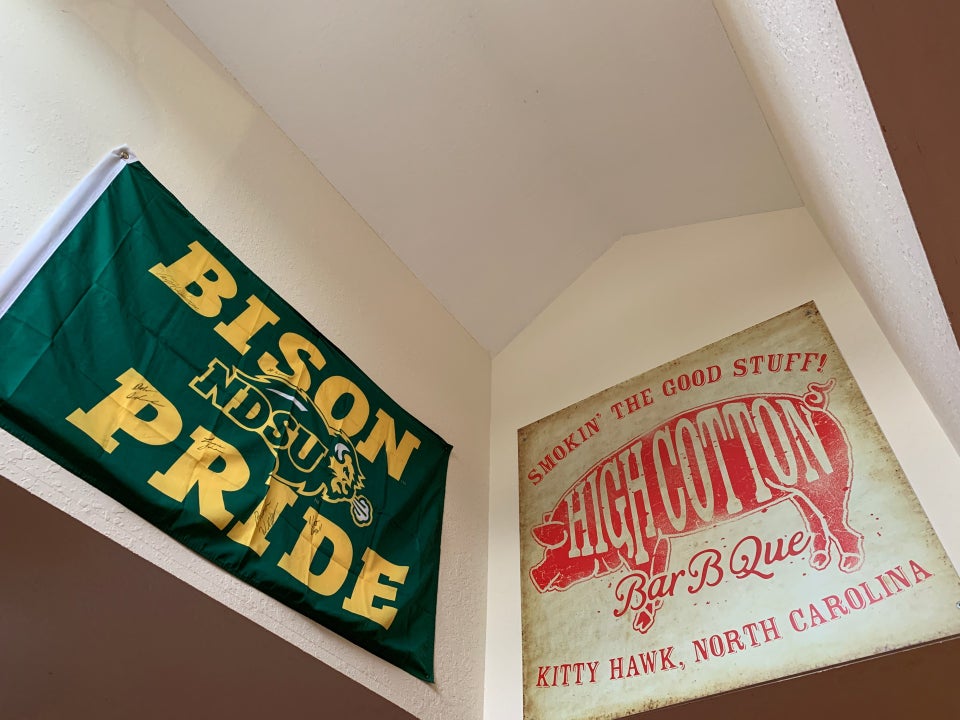 BISON
NDSU
PRIDE
SMOKIN' THE GOOD STUFF!
HIGH COTTON
Bar B Que
KITTY HAWK, NORTH CAROLINA